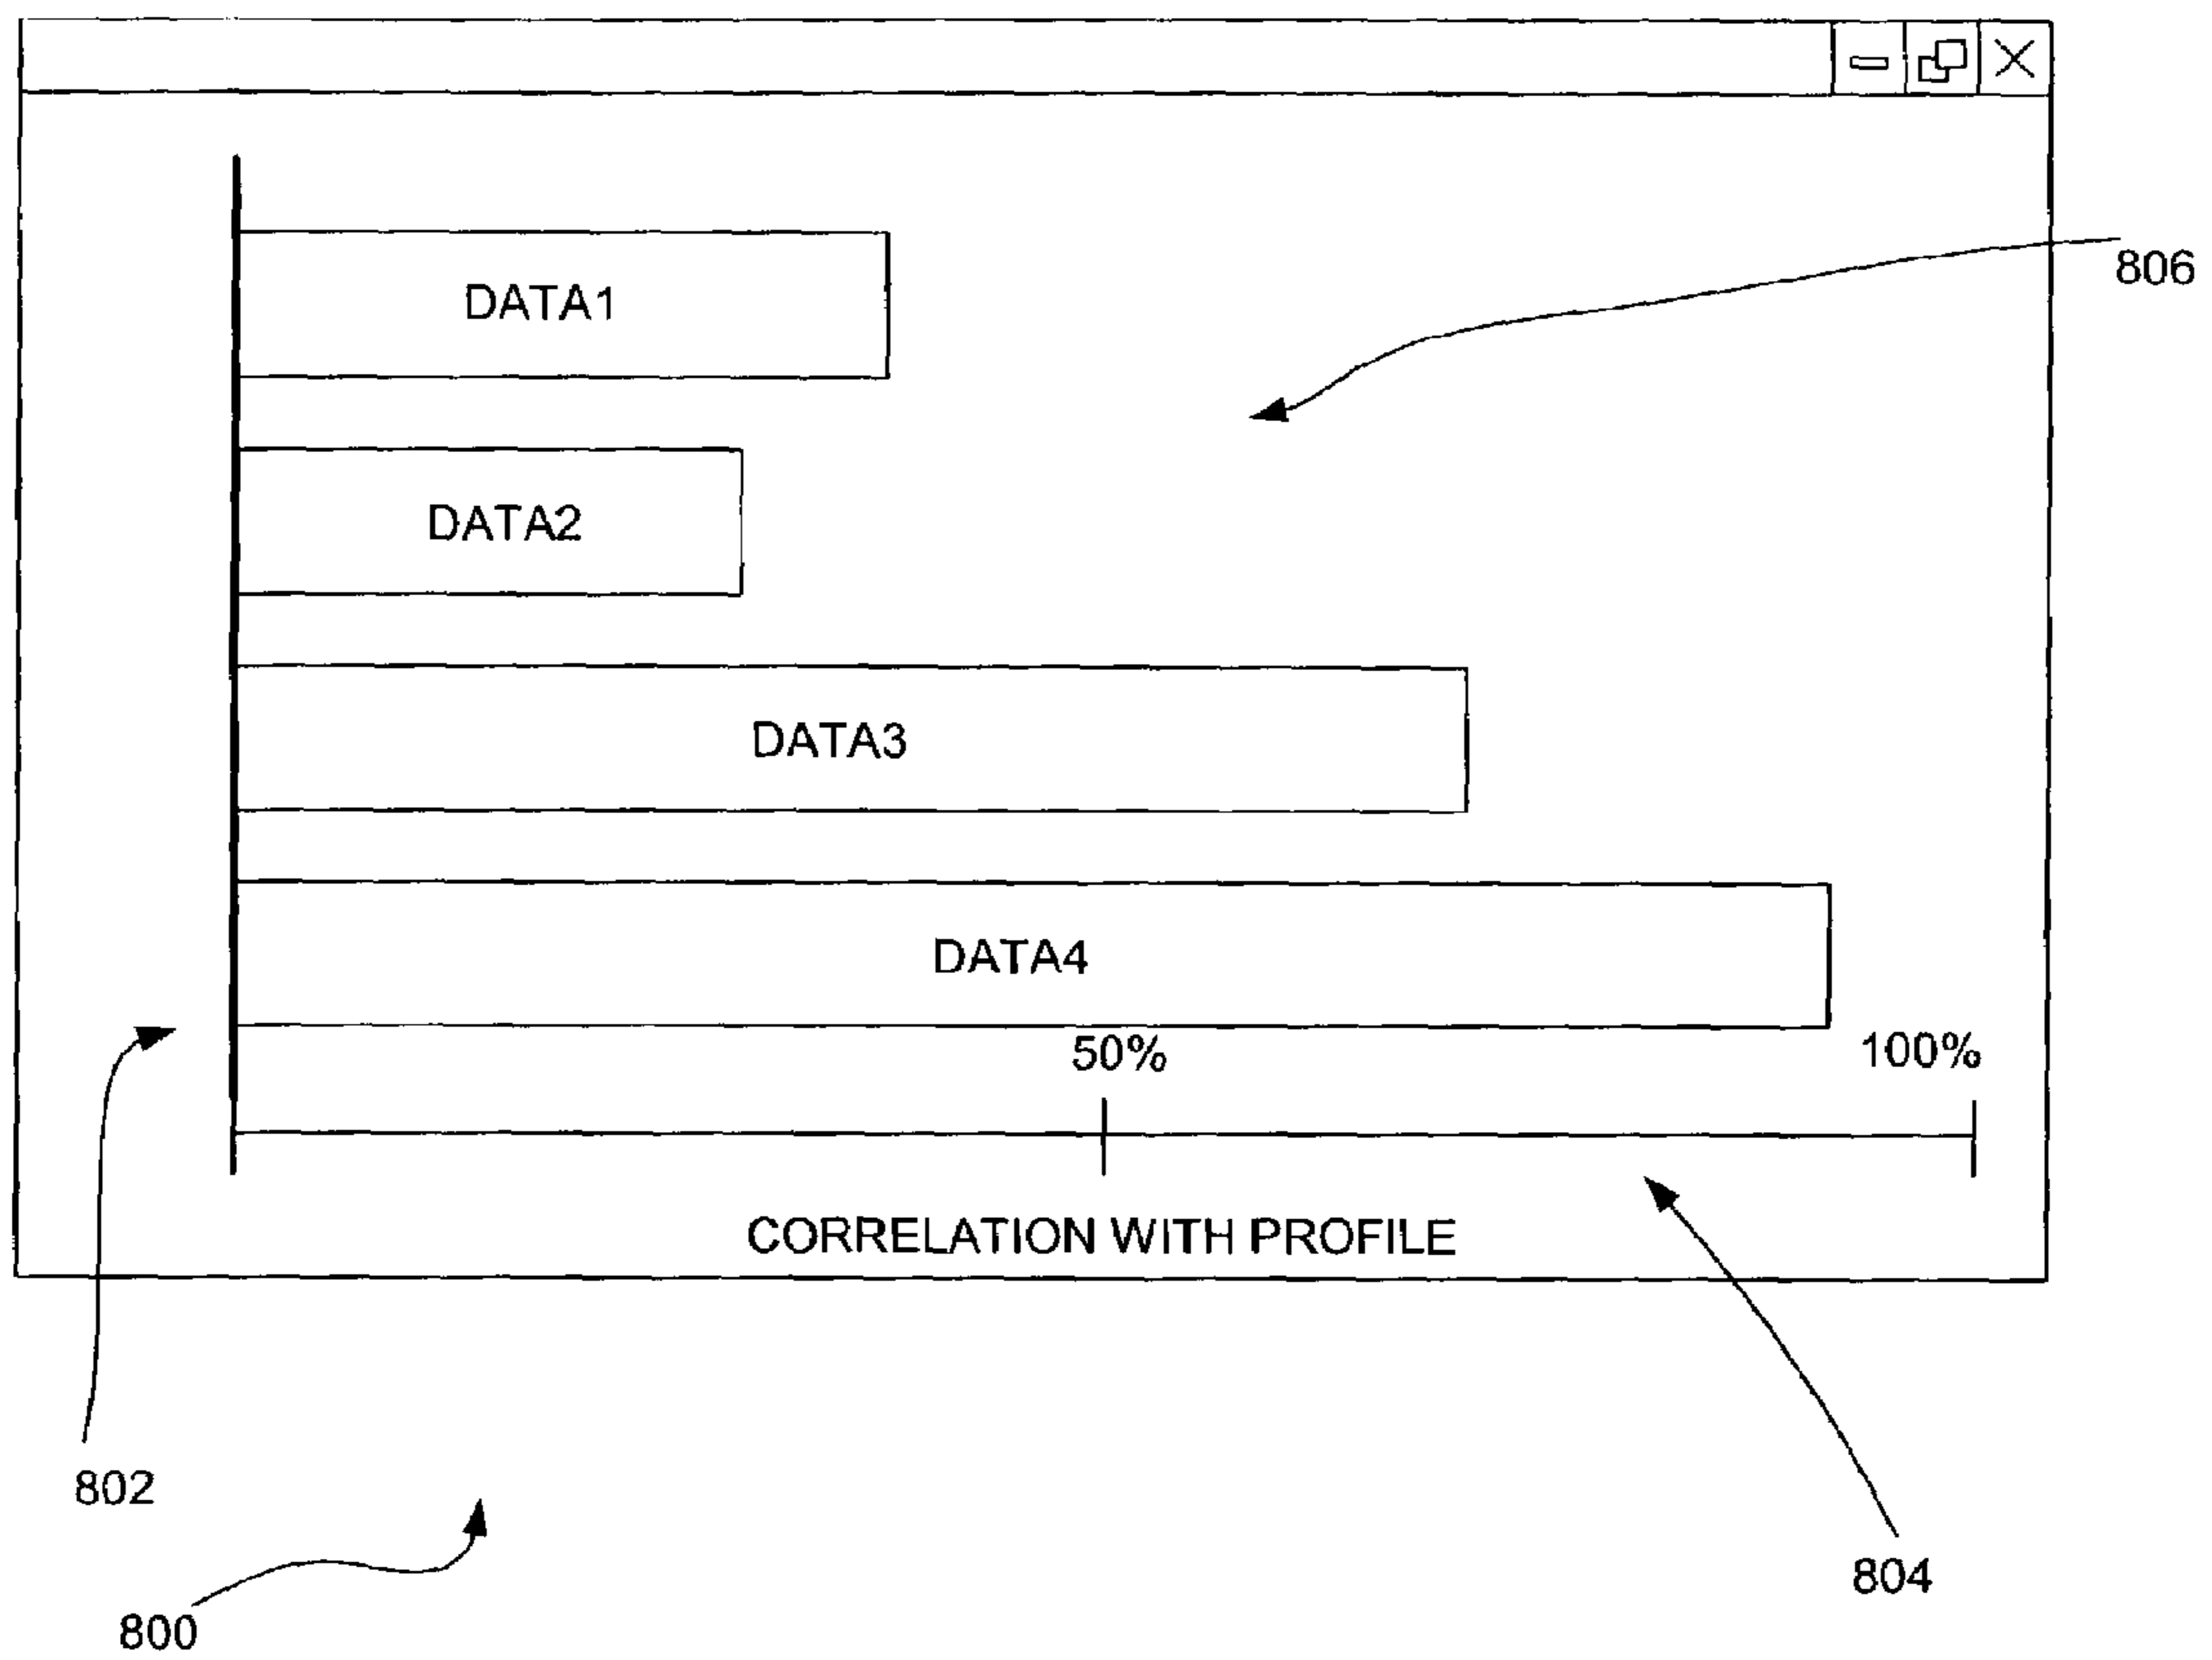 DATA1
806
DATA2
DATA3
DATA4
50%
100%
CORRELATION WITH PROFILE
802
804
800